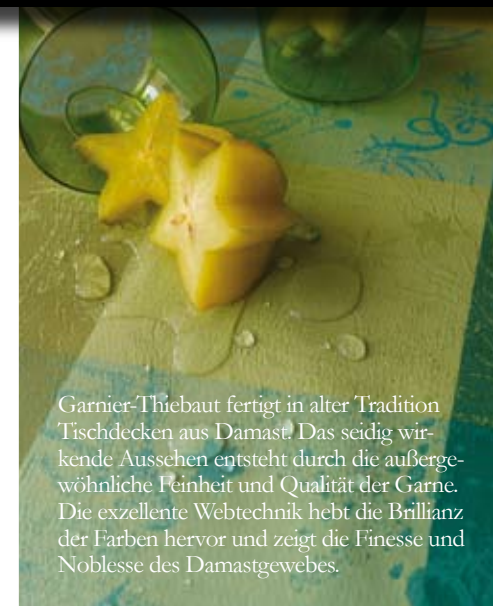 Garnier-Thiebaut fertigt in alter Tradition
Tischdecken aus Damast. Das seidig wir-
kende Aussehen entsteht durch die außerge-
wöhnliche Feinheit und Qualität der Garne.
Die exzellente Webtechnik hebt die Brillianz
der Farben hervor und zeigt die Finesse und
Noblesse des Damastgewebes.